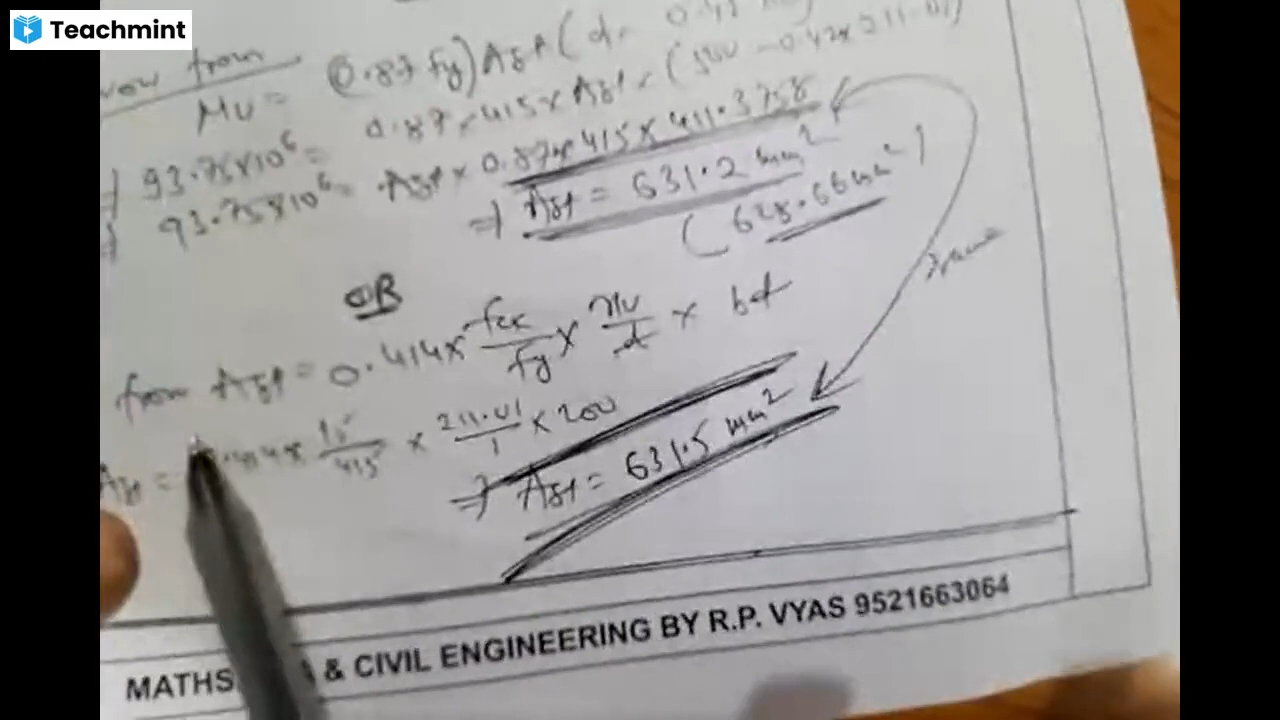 Teachmint
Now from
Mu = (0.87 fy) Ast (d - 0.42
⇒ 93.75×10⁶ = 0.87 × 415 × Ast × (500 - 0.42 × 211.01)
⇒ 93.75×10⁶ = Ast × 0.87 × 415 × 411.3758
⇒ Ast = 631.2 mm²
(628.66 mm²)
OR
from Ast = 0.414 × fck/fy × xu/d × bd
Ast = × 15/415 × 211.01/1 × 200
⇒ Ast = 631.5 mm²
MATHS & CIVIL ENGINEERING BY R.P. VYAS 9521663064